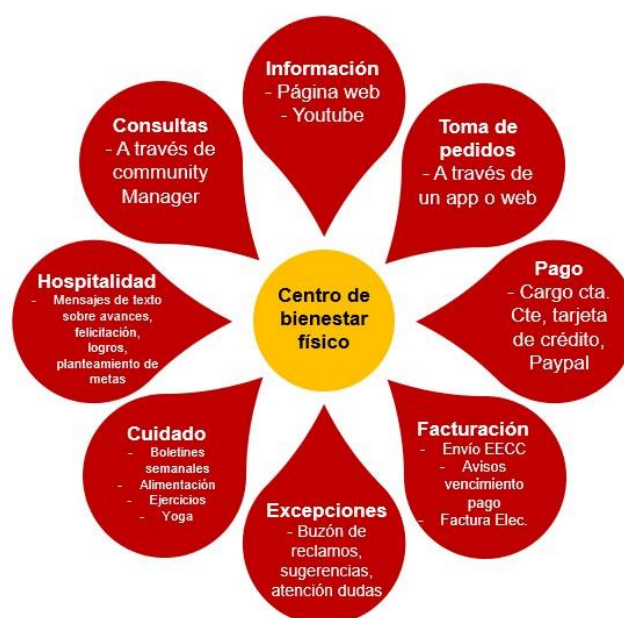 Información
- Página web
- Youtube
Toma de
pedidos
- A través de
un app o web
Pago
- Cargo cta.
Cte, tarjeta
de crédito,
Paypal
Facturación
- Envío EECC
- Avisos
vencimiento
pago
- Factura Elec.
Excepciones
- Buzón de
reclamos,
sugerencias,
atención dudas
Cuidado
- Boletines
semanales
- Alimentación
- Ejercicios
- Yoga
Hospitalidad
- Mensajes de texto
sobre avances,
felicitación,
logros,
planteamiento de
metas
Consultas
- A través de
community
Manager
Centro de
bienestar
físico